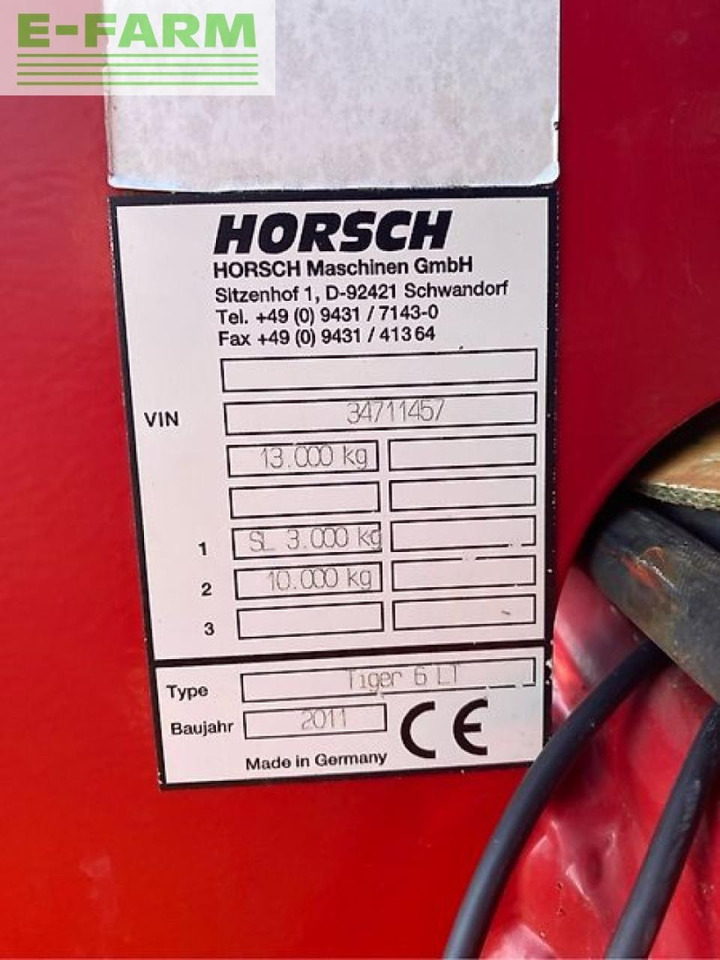 E-FARM
HORSCH
HORSCH Maschinen GmbH
Sitzenhof 1, D-92421 Schwandorf
Tel. +49 (0) 9431 / 7143-0
Fax +49 (0) 9431 / 41364
VIN 34711457
13.000 kg
1 SL 3.000 kg
2 10.000 kg
3
Type Tiger 6 LT
Baujahr 2011 CE
Made in Germany